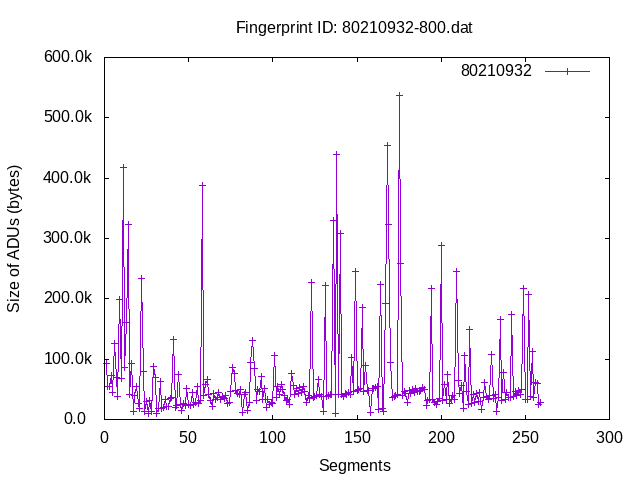 Fingerprint ID: 80210932-800.dat
600.0k
80210932
500.0k
400.0k
300.0k
200.0k
100.0k
0.0
Size of ADUs (bytes)
0 50 100 150 200 250 300
Segments